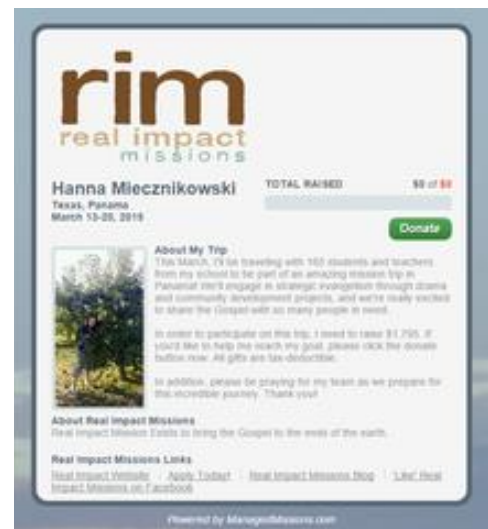 rim
real impact
missions
Hanna Miecznikowski
Texas, Panama
March 13-20, 2015
TOTAL RAISED $0 of $0
Donate
About My Trip
This March, I'll be traveling with 162 students and teachers
from my school to be part of an amazing mission trip in
Panama! We'll engage in strategic evangelism through drama
and community development projects, and we're really excited
to share the Gospel with so many people in need.
In order to participate on this trip, I need to raise $1,795. If
you'd like to help me reach my goal, please click the donate
button now. All gifts are tax-deductible.
In addition, please be praying for my team as we prepare for
this incredible journey. Thank you!
About Real Impact Missions
Real Impact Mission Exists to bring the Gospel to the ends of the earth.
Real Impact Missions Links
Real Impact Website | Apply Today! | Real Impact Missions Blog | 'Like' Real
Impact Missions on Facebook
Powered by ManagedMissions.com